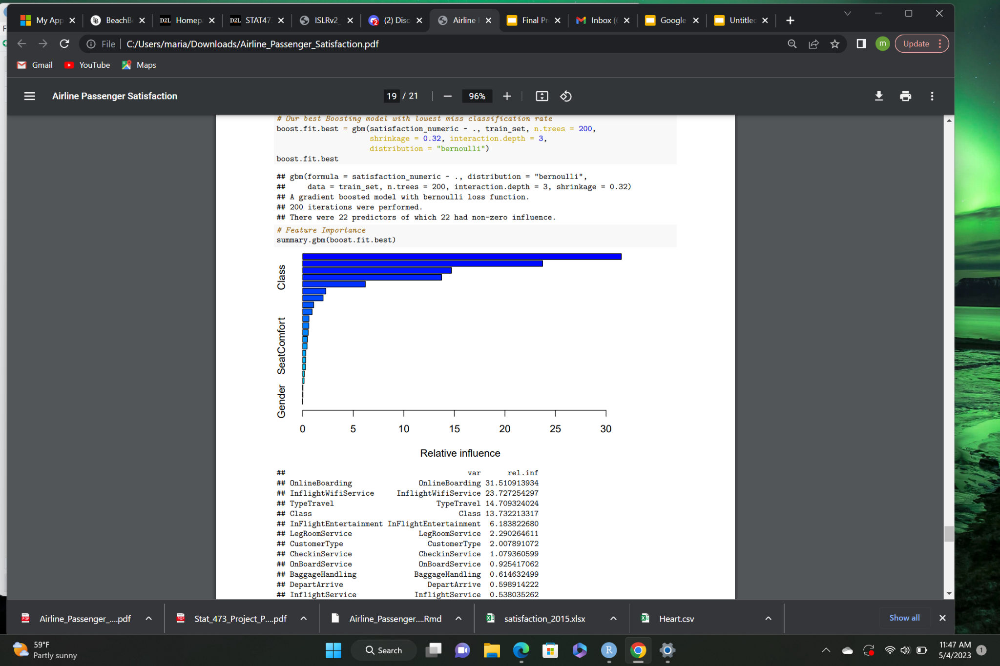 My App
BeachB
D2L Homep
D2L STAT47
ISLRv2_
(2) Disc
Airline
Final Pr
Inbox (
Google
Untitled
File
C:/Users/maria/Downloads/Airline_Passenger_Satisfaction.pdf
m
Update
Gmail
YouTube
Maps
Airline Passenger Satisfaction
19 / 21
96%
# Our best Boosting model with lowest miss classification rate
boost.fit.best = gbm(satisfaction_numeric ~ ., train_set, n.trees = 200,
shrinkage = 0.32, interaction.depth = 3,
distribution = "bernoulli")
boost.fit.best
## gbm(formula = satisfaction_numeric ~ ., distribution = "bernoulli",
##     data = train_set, n.trees = 200, interaction.depth = 3, shrinkage = 0.32)
## A gradient boosted model with bernoulli loss function.
## 200 iterations were performed.
## There were 22 predictors of which 22 had non-zero influence.
# Feature Importance
summary.gbm(boost.fit.best)
Class
SeatComfort
Gender
0 5 10 15 20 25 30
Relative influence
## var rel.inf
## OnlineBoarding OnlineBoarding 31.510913934
## InflightWifiService InflightWifiService 23.727254297
## TypeTravel TypeTravel 14.709324024
## Class Class 13.732213317
## InFlightEntertainment InFlightEntertainment 6.183822680
## LegRoomService LegRoomService 2.290264611
## CustomerType CustomerType 2.007891072
## CheckinService CheckinService 1.079360599
## OnBoardService OnBoardService 0.925417062
## BaggageHandling BaggageHandling 0.614632499
## DepartArrive DepartArrive 0.598914222
## InflightService InflightService 0.538035262
Airline_Passenger_....pdf
Stat_473_Project_P....pdf
Airline_Passenger....Rmd
satisfaction_2015.xlsx
Heart.csv
Show all
59°F
Partly sunny
Search
11:47 AM
5/4/2023
1